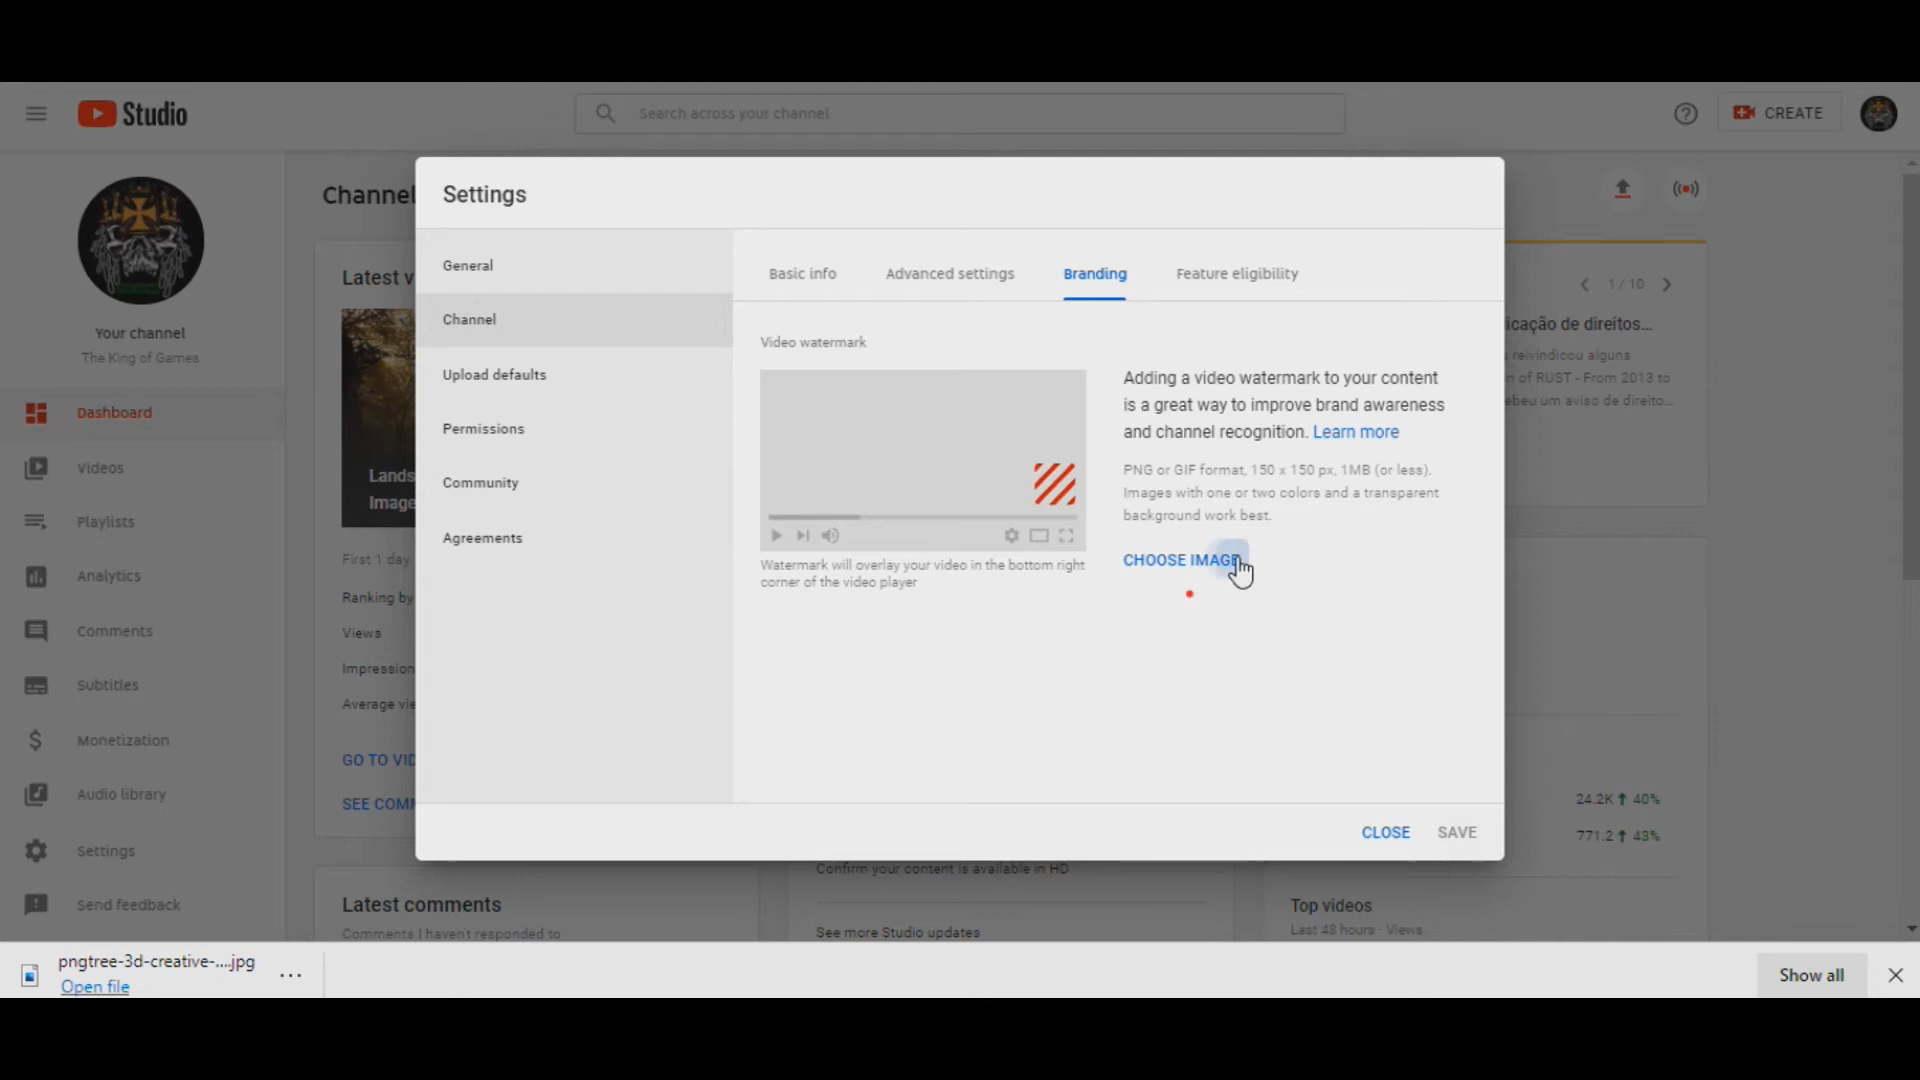 Studio
Search across your channel
CREATE
Your channel
The King of Games
Dashboard
Videos
Playlists
Analytics
Comments
Subtitles
Monetization
Audio library
Settings
Send feedback
Channel
Latest v
Lands
Image
First 1 day
Ranking by
Views
Impression
Average vie
GO TO VID
SEE COMM
Latest comments
Comments I haven't responded to
Settings
General
Channel
Upload defaults
Permissions
Community
Agreements
Basic info
Advanced settings
Branding
Feature eligibility
Video watermark
Watermark will overlay your video in the bottom right
corner of the video player
Adding a video watermark to your content
is a great way to improve brand awareness
and channel recognition. Learn more
PNG or GIF format, 150 x 150 px, 1MB (or less).
Images with one or two colors and a transparent
background work best.
CHOOSE IMAGE
CLOSE
SAVE
Confirm your content is available in HD
See more Studio updates
1 / 10
icação de direitos...
reivindicou alguns
n of RUST - From 2013 to
ebeu um aviso de direito...
24.2K 40%
771.2 43%
Top videos
Last 48 hours · Views
pngtree-3d-creative-....jpg
Open file
Show all